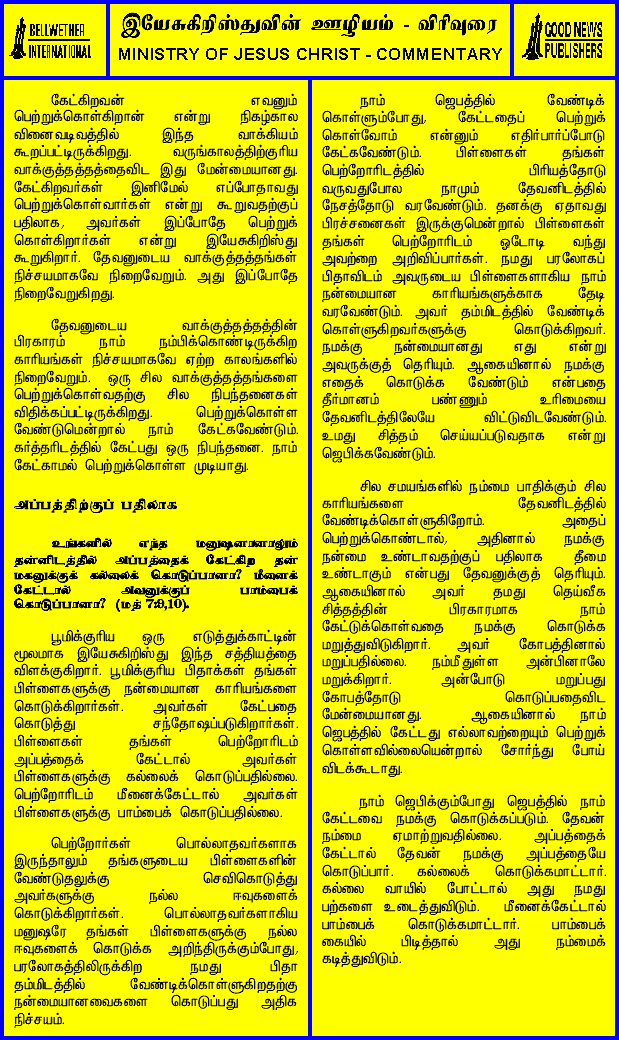 BELLWETHER
INTERNATIONAL
இயேசுகிறிஸ்துவின் ஊழியம் - விரிவுரை
MINISTRY OF JESUS CHRIST - COMMENTARY
GOOD NEWS
PUBLISHERS
கேட்கிறவன் எவனும்
பெற்றுக்கொள்கிறான் என்று நிகழ்கால
வினைவடிவத்தில் இந்த வாக்கியம்
கூறப்பட்டிருக்கிறது. வருங்காலத்திற்குரிய
வாக்குத்தத்தத்தைவிட இது மேன்மையானது.
கேட்கிறவர்கள் இனிமேல் எப்போதாவது
பெற்றுக்கொள்வார்கள் என்று கூறுவதற்குப்
பதிலாக, அவர்கள் இப்போதே பெற்றுக்
கொள்கிறார்கள் என்று இயேசுகிறிஸ்து
கூறுகிறார். தேவனுடைய வாக்குத்தத்தங்கள்
நிச்சயமாகவே நிறைவேறும். அது இப்போதே
நிறைவேறுகிறது.
தேவனுடைய வாக்குத்தத்தத்தின்
பிரகாரம் நாம் நம்பிக்கொண்டிருக்கிற
காரியங்கள் நிச்சயமாகவே ஏற்ற காலங்களில்
நிறைவேறும். ஒரு சில வாக்குத்தத்தங்களை
பெற்றுக்கொள்வதற்கு சில நிபந்தனைகள்
விதிக்கப்பட்டிருக்கிறது. பெற்றுக்கொள்ள
வேண்டுமென்றால் நாம் கேட்கவேண்டும்.
கர்த்தரிடத்தில் கேட்பது ஒரு நிபந்தனை. நாம்
கேட்காமல் பெற்றுக்கொள்ள முடியாது.
அப்பத்திற்குப் பதிலாக
உங்களில் எந்த மனுஷனானாலும்
தன்னிடத்தில் அப்பத்தைக் கேட்கிற தன்
மகனுக்குக் கல்லைக் கொடுப்பானா? மீனைக்
கேட்டால் அவனுக்குப் பாம்பைக்
கொடுப்பானா? (மத் 7:9,10).
பூமிக்குரிய ஒரு எடுத்துக்காட்டின்
மூலமாக இயேசுகிறிஸ்து இந்த சத்தியத்தை
விளக்குகிறார். பூமிக்குரிய பிதாக்கள் தங்கள்
பிள்ளைகளுக்கு நன்மையான காரியங்களை
கொடுக்கிறார்கள். அவர்கள் கேட்பதை
கொடுத்து சந்தோஷப்படுகிறார்கள்.
பிள்ளைகள் தங்கள் பெற்றோரிடம்
அப்பத்தைக் கேட்டால் அவர்கள்
பிள்ளைகளுக்கு கல்லைக் கொடுப்பதில்லை.
பெற்றோரிடம் மீனைக்கேட்டால் அவர்கள்
பிள்ளைகளுக்கு பாம்பைக் கொடுப்பதில்லை.
பெற்றோர்கள் பொல்லாதவர்களாக
இருந்தாலும் தங்களுடைய பிள்ளைகளின்
வேண்டுதலுக்கு செவிகொடுத்து
அவர்களுக்கு நல்ல ஈவுகளைக்
கொடுக்கிறார்கள். பொல்லாதவர்களாகிய
மனுஷரே தங்கள் பிள்ளைகளுக்கு நல்ல
ஈவுகளைக் கொடுக்க அறிந்திருக்கும்போது,
பரலோகத்திலிருக்கிற நமது பிதா
தம்மிடத்தில் வேண்டிக்கொள்ளுகிறதற்கு
நன்மையானவைகளை கொடுப்பது அதிக
நிச்சயம்.
நாம் ஜெபத்தில் வேண்டிக்
கொள்ளும்போது, கேட்டதைப் பெற்றுக்
கொள்வோம் என்னும் எதிர்பார்ப்போடு
கேட்கவேண்டும். பிள்ளைகள் தங்கள்
பெற்றோரிடத்தில் பிரியத்தோடு
வருவதுபோல நாமும் தேவனிடத்தில்
நேசத்தோடு வரவேண்டும். தனக்கு ஏதாவது
பிரச்சனைகள் இருக்குமென்றால் பிள்ளைகள்
தங்கள் பெற்றோரிடம் ஒடோடி வந்து
அவற்றை அறிவிப்பார்கள். நமது பரலோகப்
பிதாவிடம் அவருடைய பிள்ளைகளாகிய நாம்
நன்மையான காரியங்களுக்காக தேடி
வரவேண்டும். அவர் தம்மிடத்தில் வேண்டிக்
கொள்ளுகிறவர்களுக்கு கொடுக்கிறவர்.
நமக்கு நன்மையானது எது என்று
அவருக்குத் தெரியும். ஆகையினால் நமக்கு
எதைக் கொடுக்க வேண்டும் என்பதை
தீர்மானம் பண்ணும் உரிமையை
தேவனிடத்திலேயே விட்டுவிடவேண்டும்.
உமது சித்தம் செய்யப்படுவதாக என்று
ஜெபிக்கவேண்டும்.
சில சமயங்களில் நம்மை பாதிக்கும் சில
காரியங்களை தேவனிடத்தில்
வேண்டிக்கொள்ளுகிறோம். அதைப்
பெற்றுக்கொண்டால், அதினால் நமக்கு
நன்மை உண்டாவதற்குப் பதிலாக தீமை
உண்டாகும் என்பது தேவனுக்குத் தெரியும்.
ஆகையினால் அவர் தமது தெய்வீக
சித்தத்தின் பிரகாரமாக நாம்
கேட்டுக்கொள்வதை நமக்கு கொடுக்க
மறுத்துவிடுகிறார். அவர் கோபத்தினால்
மறுப்பதில்லை. நம்மீதுள்ள அன்பினாலே
மறுக்கிறார். அன்போடு மறுப்பது
கோபத்தோடு கொடுப்பதைவிட
மேன்மையானது. ஆகையினால் நாம்
ஜெபத்தில் கேட்டது எல்லாவற்றையும் பெற்றுக்
கொள்ளவில்லையென்றால் சோர்ந்து போய்
விடக்கூடாது.
நாம் ஜெபிக்கும்போது ஜெபத்தில் நாம்
கேட்டவை நமக்கு கொடுக்கப்படும். தேவன்
நம்மை ஏமாற்றுவதில்லை. அப்பத்தைக்
கேட்டால் தேவன் நமக்கு அப்பத்தையே
கொடுப்பார். கல்லைக் கொடுக்கமாட்டார்.
கல்லை வாயில் போட்டால் அது நமது
பற்களை உடைத்துவிடும். மீனைக்கேட்டால்
பாம்பைக் கொடுக்கமாட்டார். பாம்பைக்
கையில் பிடித்தால் அது நம்மைக்
கடித்துவிடும்.